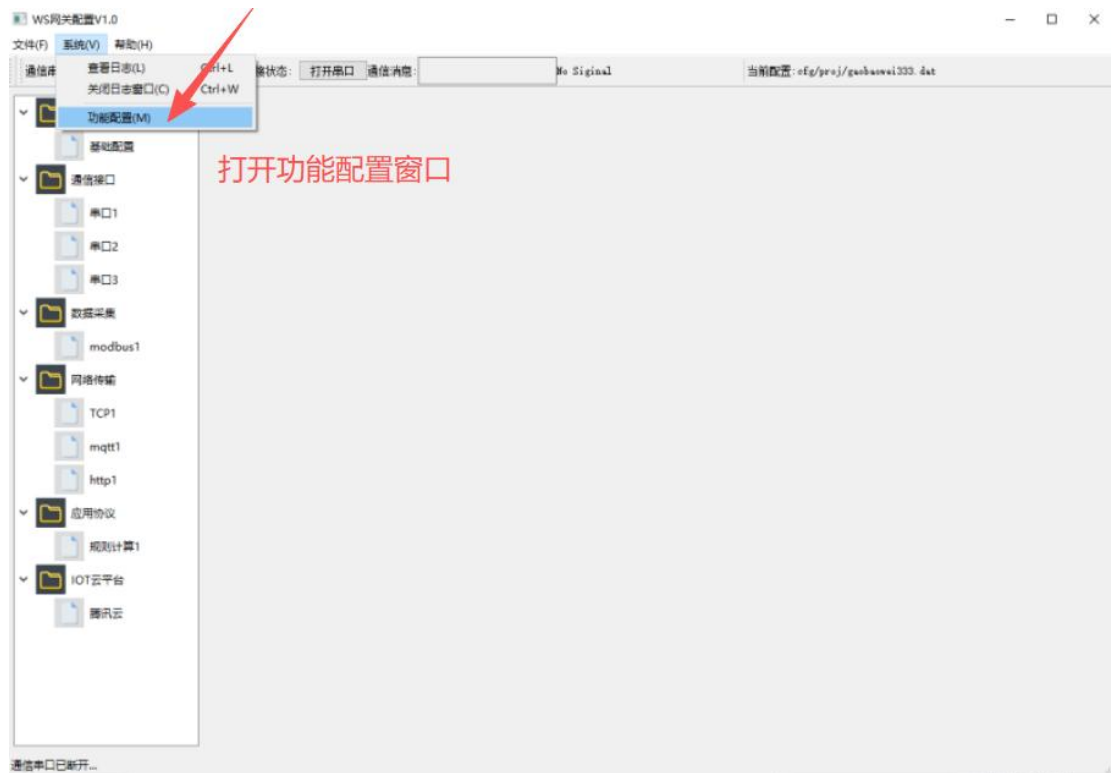 WS网关配置V1.0
文件(F) 系统(V) 帮助(H)
查看日志(L) Ctrl+L
关闭日志窗口(C) Ctrl+W
功能配置(M)
状态: 打开串口 通信消息: No Siginal 当前配置:cfg/proj/gaobaowei333.dat
基础配置
打开功能配置窗口
通信接口
串口1
串口2
串口3
数据采集
modbus1
网络传输
TCP1
mqtt1
http1
应用协议
规则计算1
IOT云平台
腾讯云
通信串口已断开...